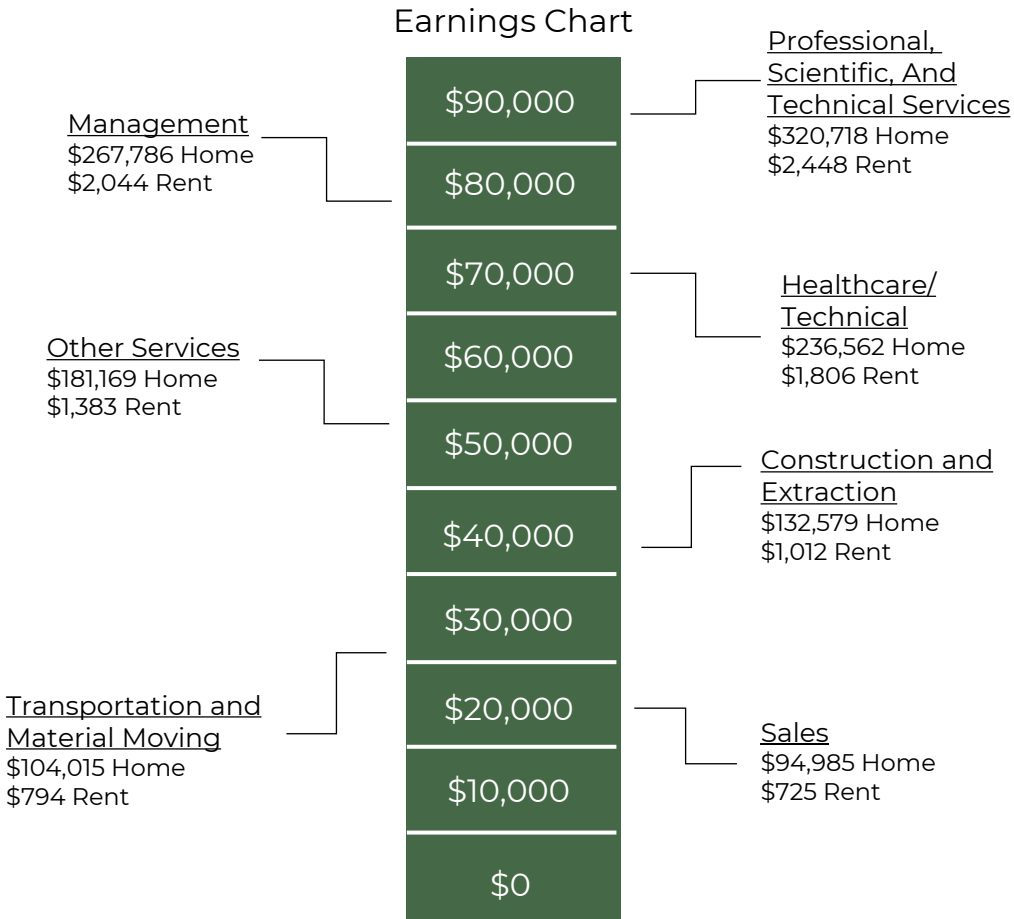 Earnings Chart
Professional,
Scientific, And
Technical Services
$320,718 Home
$2,448 Rent
Management
$267,786 Home
$2,044 Rent
Healthcare/
Technical
$236,562 Home
$1,806 Rent
Other Services
$181,169 Home
$1,383 Rent
Construction and
Extraction
$132,579 Home
$1,012 Rent
Transportation and
Material Moving
$104,015 Home
$794 Rent
Sales
$94,985 Home
$725 Rent
$90,000
$80,000
$70,000
$60,000
$50,000
$40,000
$30,000
$20,000
$10,000
$0